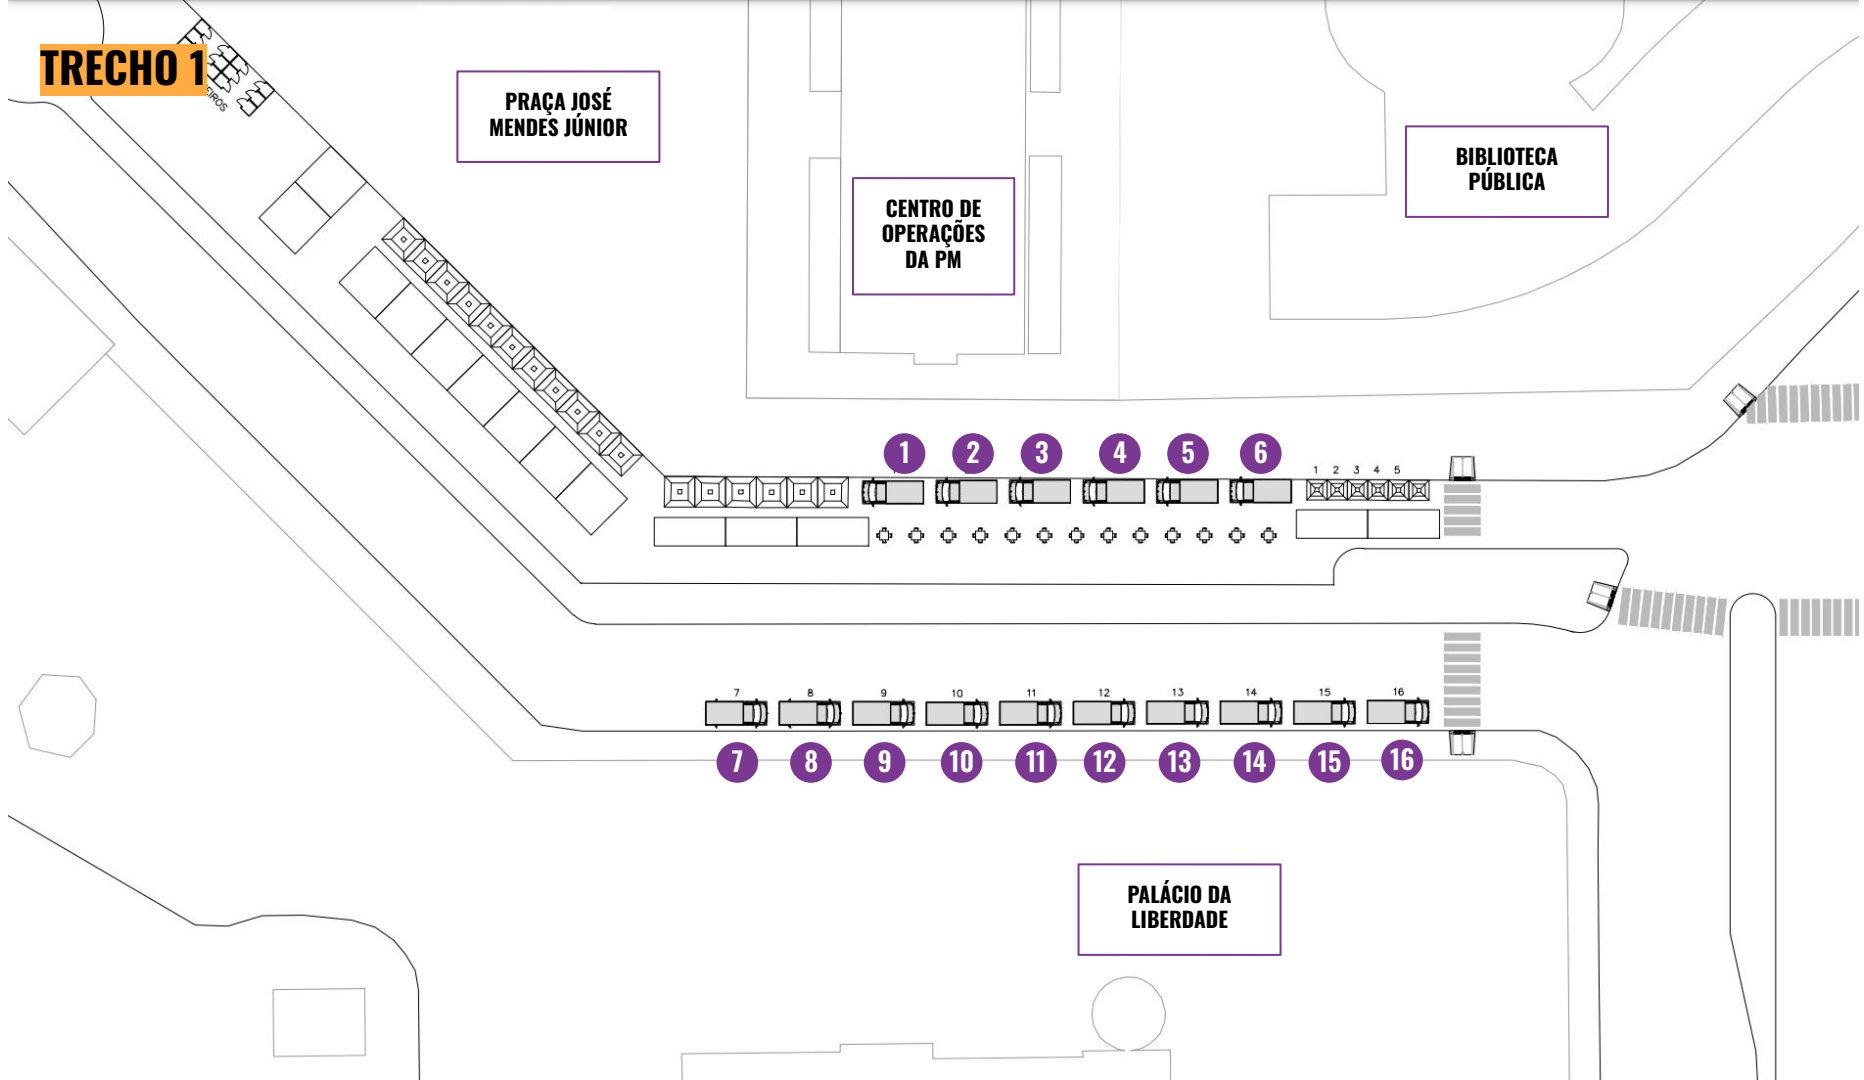 TRECHO 1
PRAÇA JOSÉ
MENDES JÚNIOR
BIBLIOTECA
PÚBLICA
CENTRO DE
OPERAÇÕES
DA PM
1 2 3 4 5 6
1 2 3 4 5
7 8 9 10 11 12 13 14 15 16
7 8 9 10 11 12 13 14 15 16
PALÁCIO DA
LIBERDADE